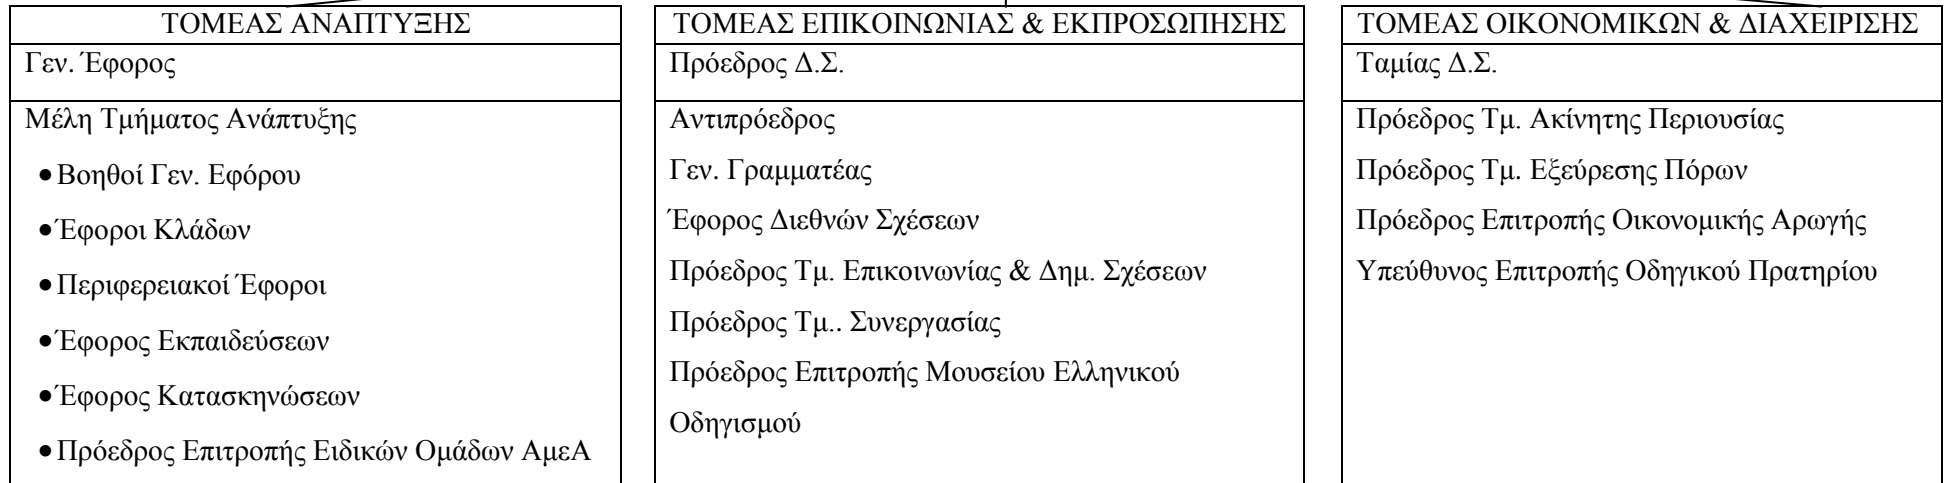 ΤΟΜΕΑΣ ΑΝΑΠΤΥΞΗΣ
Γεν. Έφορος
Μέλη Τμήματος Ανάπτυξης
•Βοηθοί Γεν. Εφόρου
•Έφοροι Κλάδων
•Περιφερειακοί Έφοροι
•Έφορος Εκπαιδεύσεων
•Έφορος Κατασκηνώσεων
•Πρόεδρος Επιτροπής Ειδικών Ομάδων ΑμεΑ
ΤΟΜΕΑΣ ΕΠΙΚΟΙΝΩΝΙΑΣ & ΕΚΠΡΟΣΩΠΗΣΗΣ
Πρόεδρος Δ.Σ.
Αντιπρόεδρος
Γεν. Γραμματέας
Έφορος Διεθνών Σχέσεων
Πρόεδρος Τμ. Επικοινωνίας & Δημ. Σχέσεων
Πρόεδρος Τμ.. Συνεργασίας
Πρόεδρος Επιτροπής Μουσείου Ελληνικού
Οδηγισμού
ΤΟΜΕΑΣ ΟΙΚΟΝΟΜΙΚΩΝ & ΔΙΑΧΕΙΡΙΣΗΣ
Ταμίας Δ.Σ.
Πρόεδρος Τμ. Ακίνητης Περιουσίας
Πρόεδρος Τμ. Εξεύρεσης Πόρων
Πρόεδρος Επιτροπής Οικονομικής Αρωγής
Υπεύθυνος Επιτροπής Οδηγικού Πρατηρίου